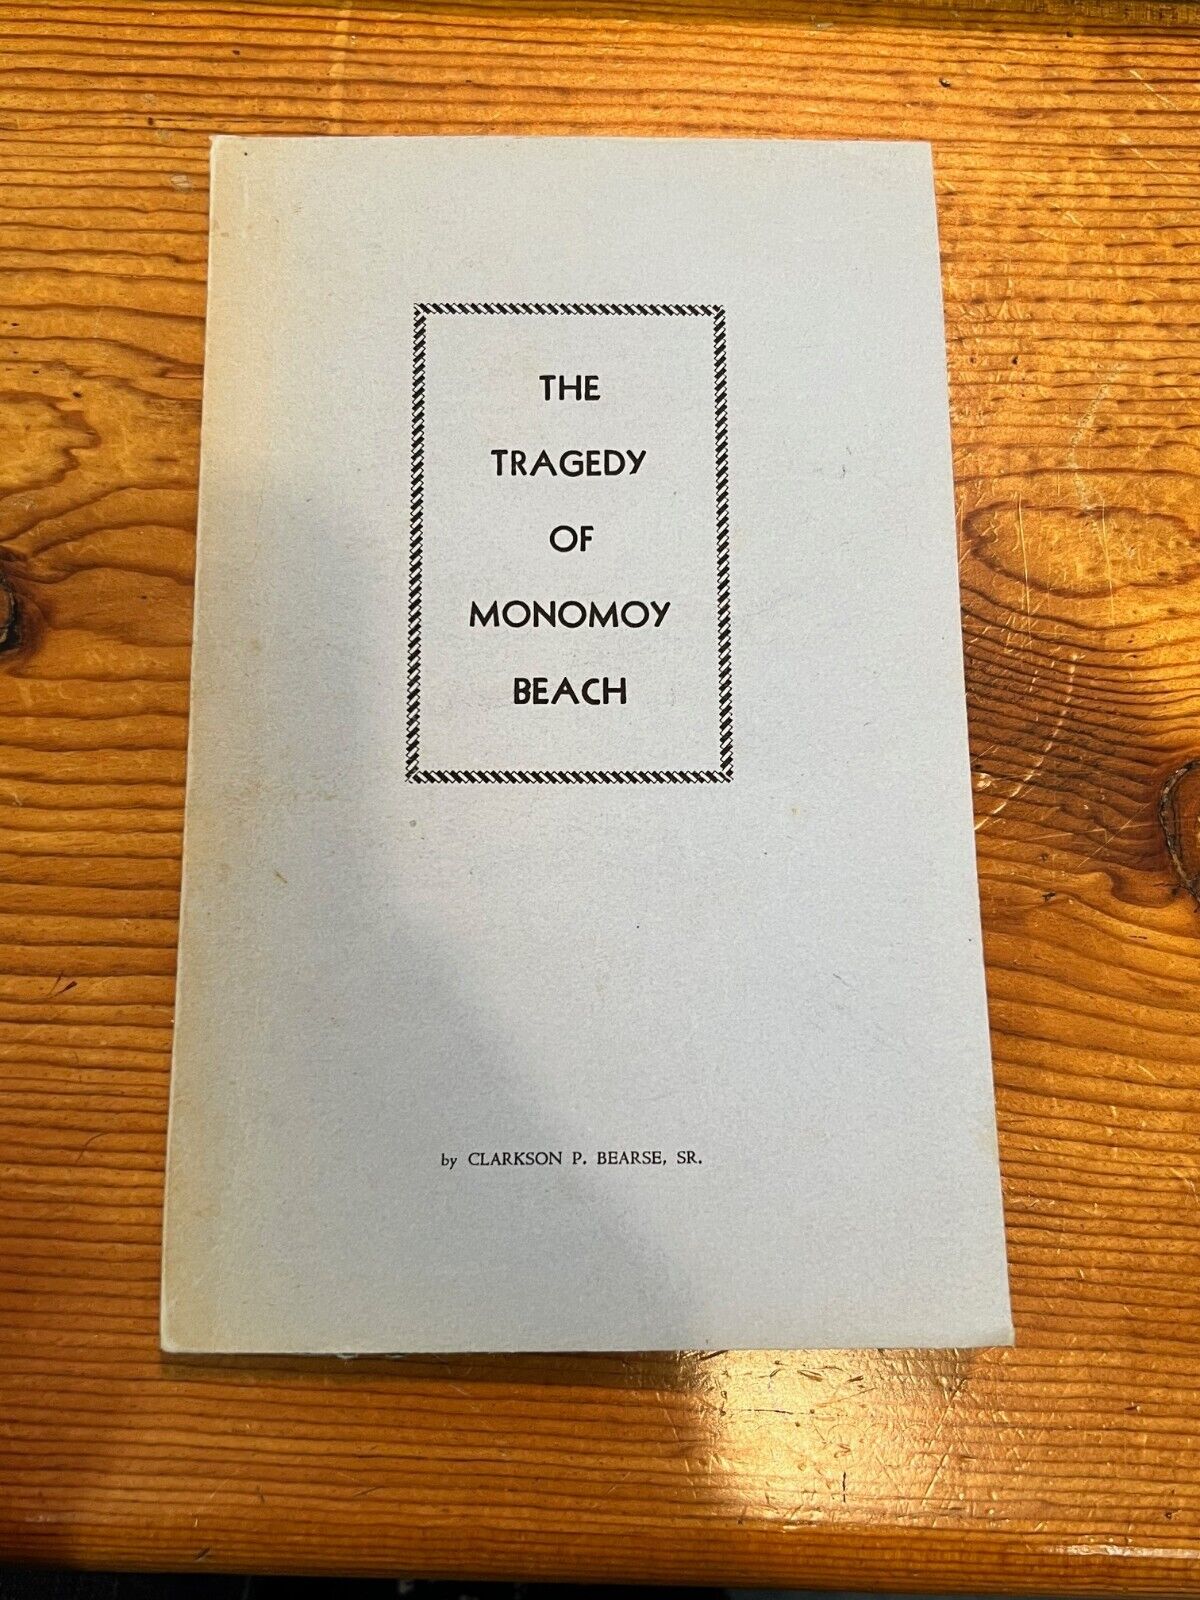 THE
TRAGEDY
OF
MONOMOY
BEACH
by CLARKSON P. BEARSE, SR.